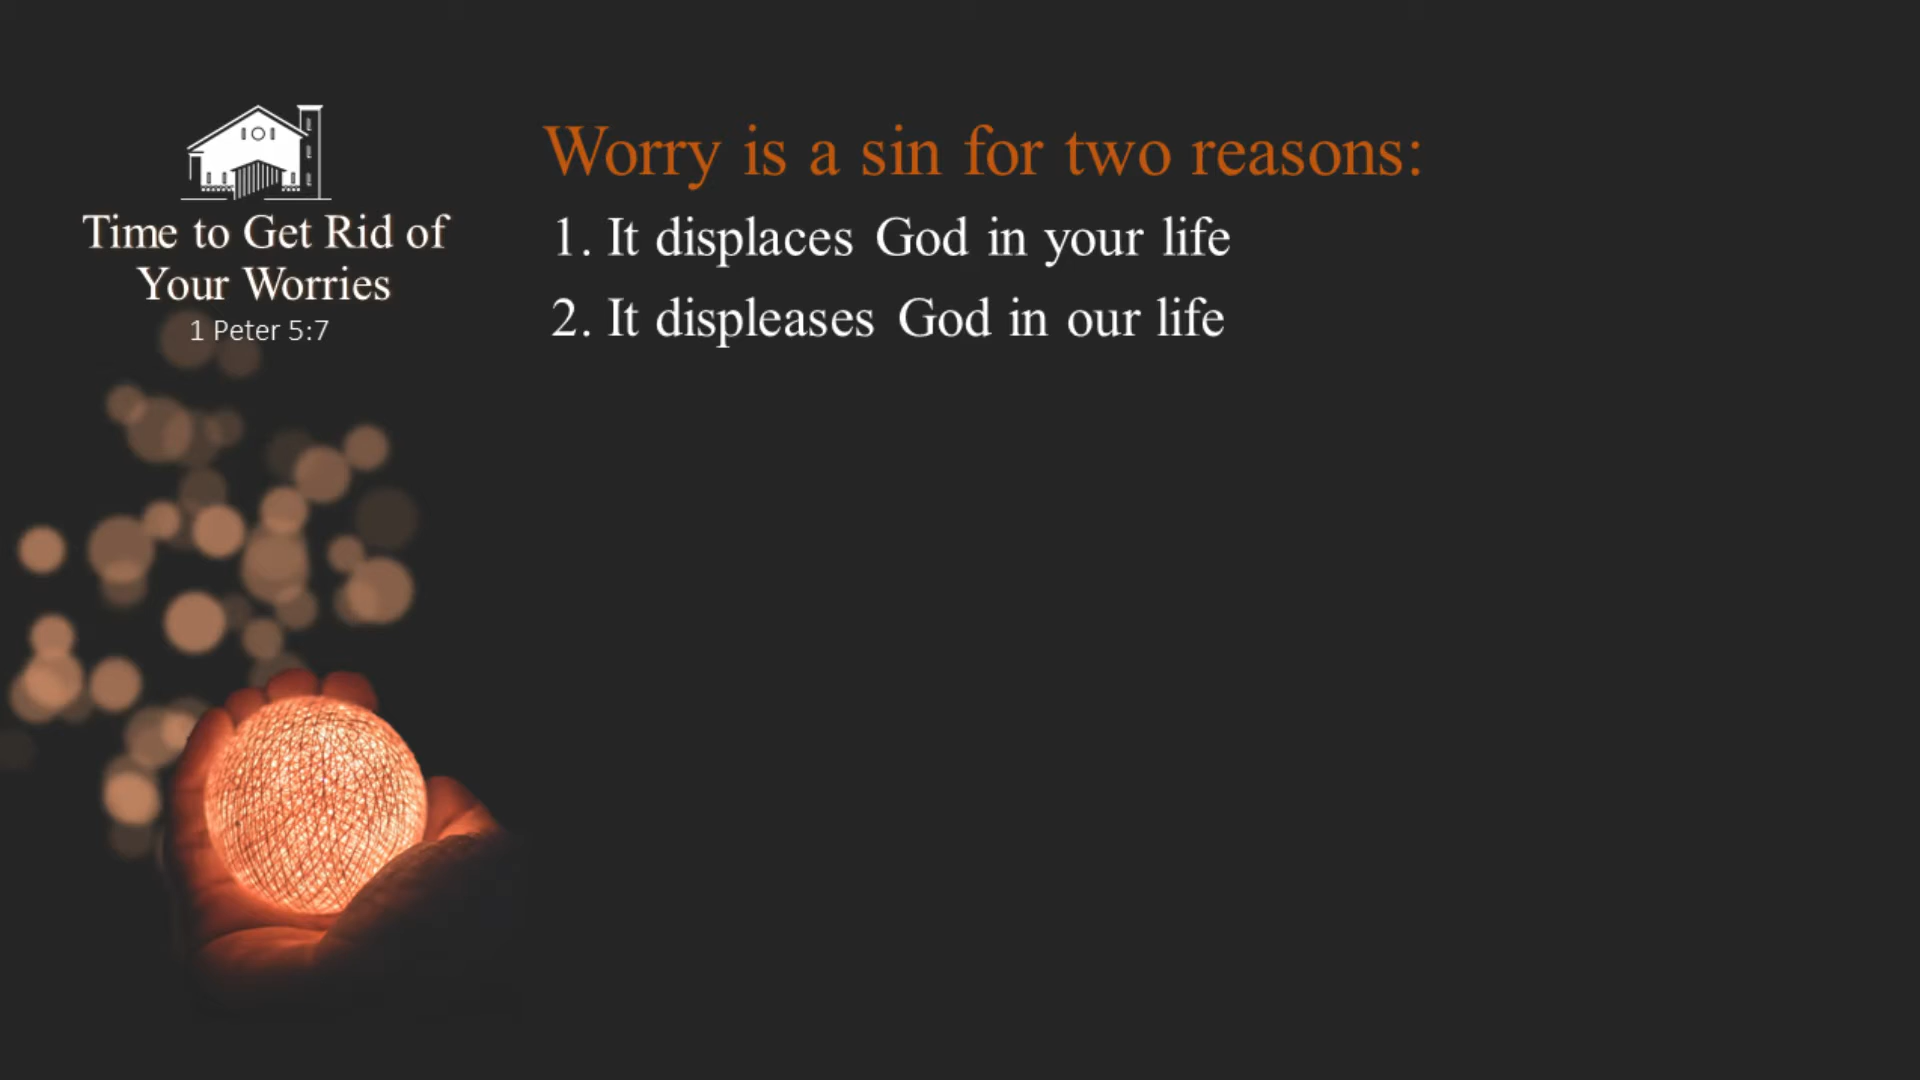 Time to Get Rid of
Your Worries
1 Peter 5:7
Worry is a sin for two reasons:
1. It displaces God in your life
2. It displeases God in our life